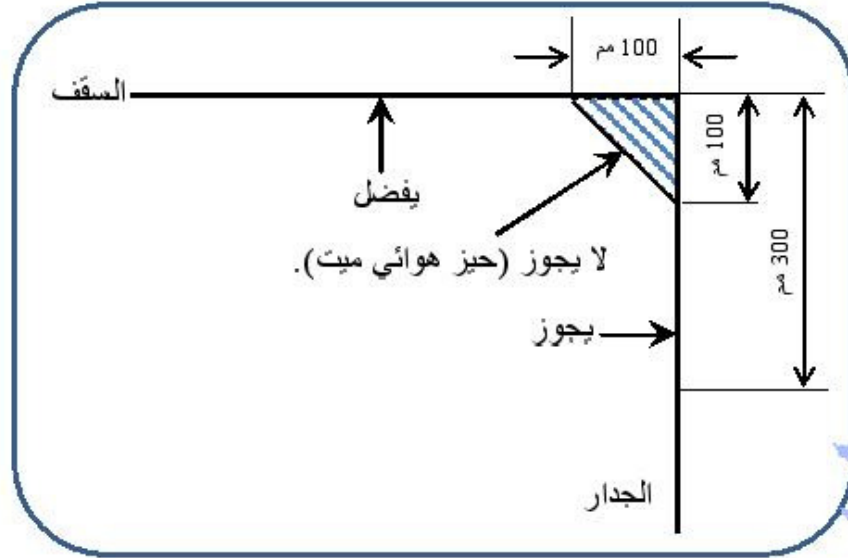 100 مم
السقف
100 مم
يفضل
لا يجوز (حيز هوائي ميت).
300 مم
يجوز
الجدار